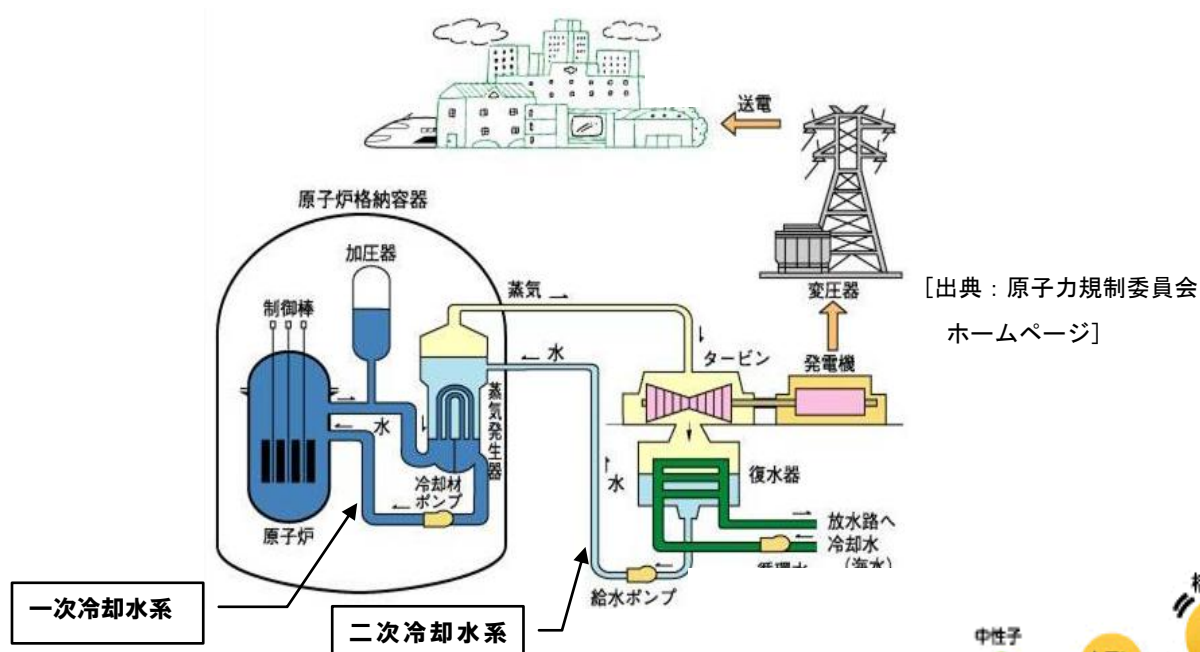 送電
原子炉格納容器
加圧器
制御棒
蒸気
変圧器
[出典：原子力規制委員会
ホームページ]
水
タービン
発電機
蒸気発生器
水
冷却材
ポンプ
水
復水器
原子炉
放水路へ
冷却水
(海水)
給水ポンプ
一次冷却水系
二次冷却水系
中性子